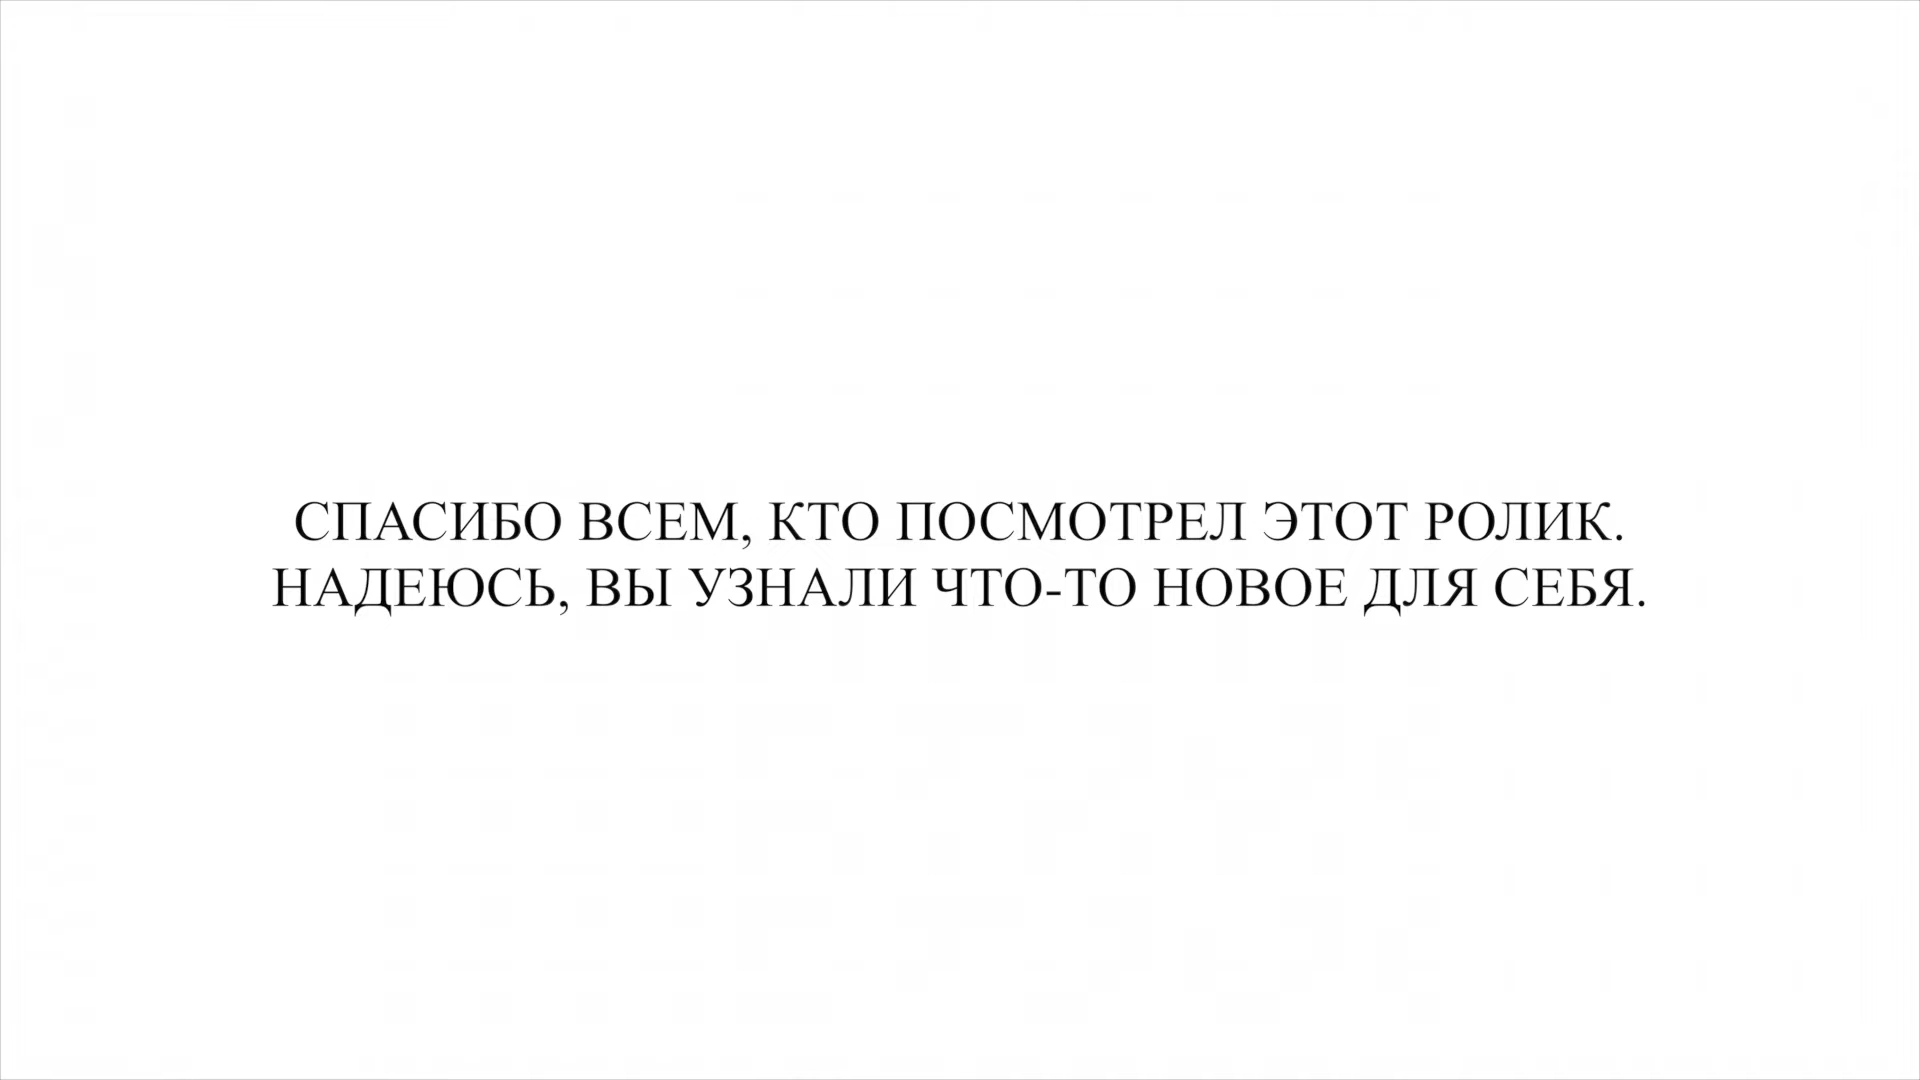 СПАСИБО ВСЕМ, КТО ПОСМОТРЕЛ ЭТОТ РОЛИК.
НАДЕЮСЬ, ВЫ УЗНАЛИ ЧТО-ТО НОВОЕ ДЛЯ СЕБЯ.